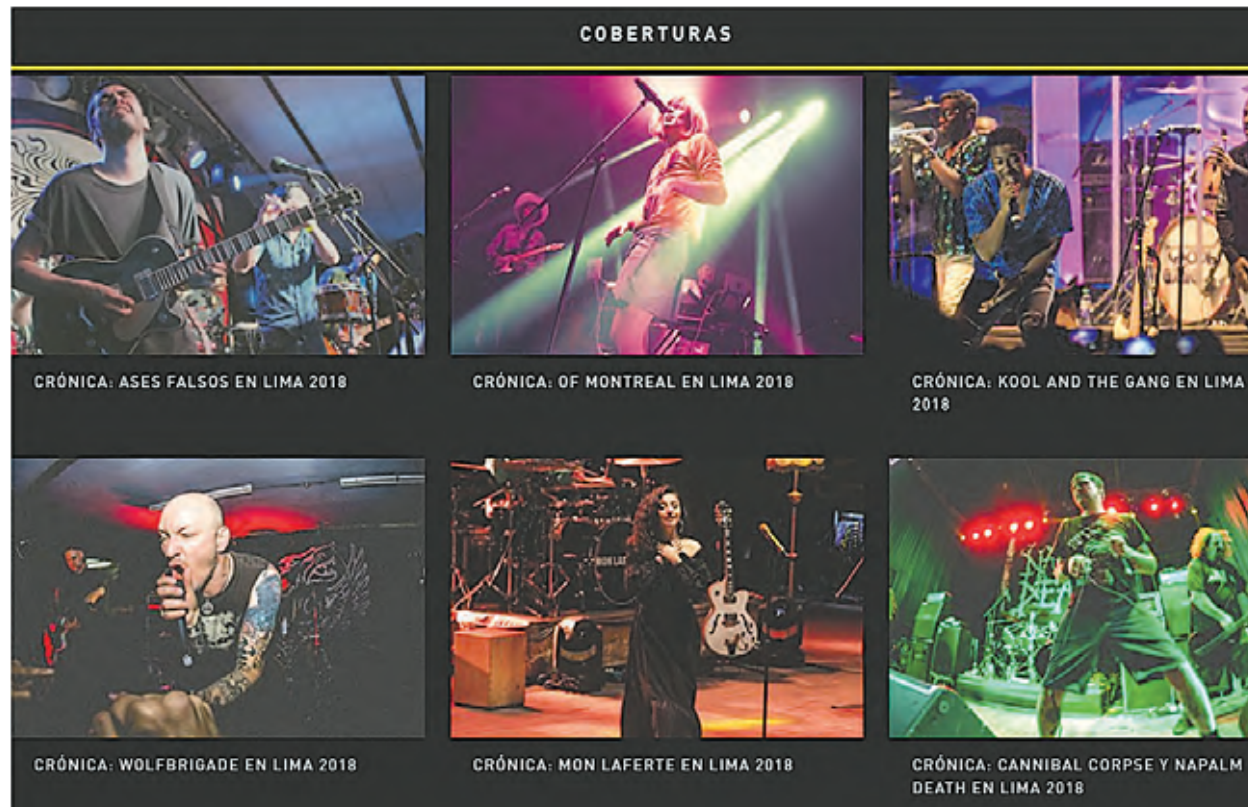 COBERTURAS
CRÓNICA: ASES FALSOS EN LIMA 2018
CRÓNICA: OF MONTREAL EN LIMA 2018
CRÓNICA: KOOL AND THE GANG EN LIMA
2018
CRÓNICA: WOLFBRIGADE EN LIMA 2018
CRÓNICA: MON LAFERTE EN LIMA 2018
CRÓNICA: CANNIBAL CORPSE Y NAPALM
DEATH EN LIMA 2018